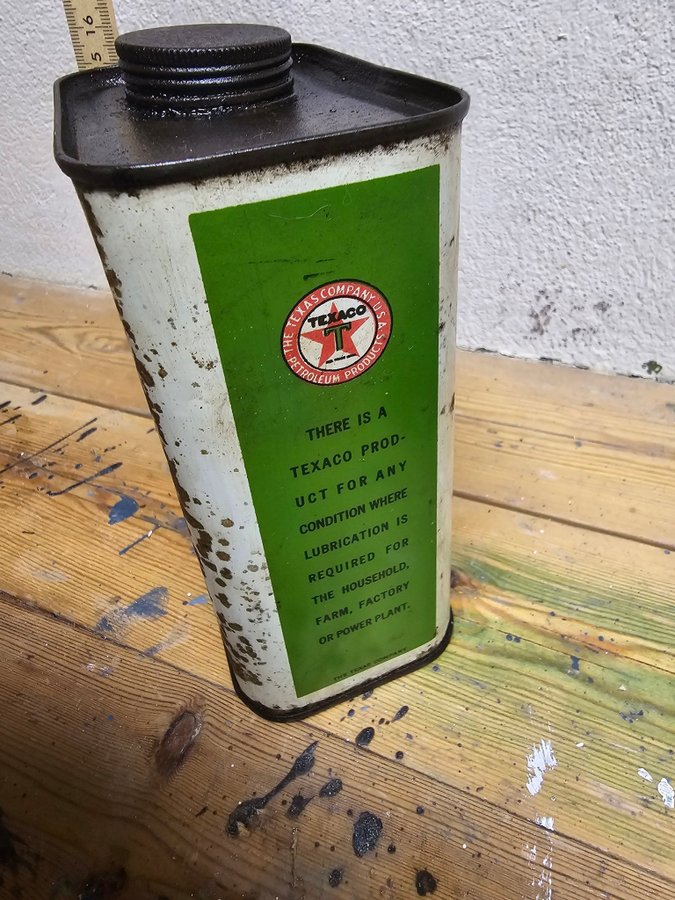 5 16
THE TEXAS COMPANY U.S.A.
TEXACO
T
PETROLEUM PRODUCTS
THERE IS A
TEXACO PROD-
UCT FOR ANY
CONDITION WHERE
LUBRICATION IS
REQUIRED FOR
THE HOUSEHOLD,
FARM, FACTORY
OR POWER PLANT.
THE TEXAS COMPANY